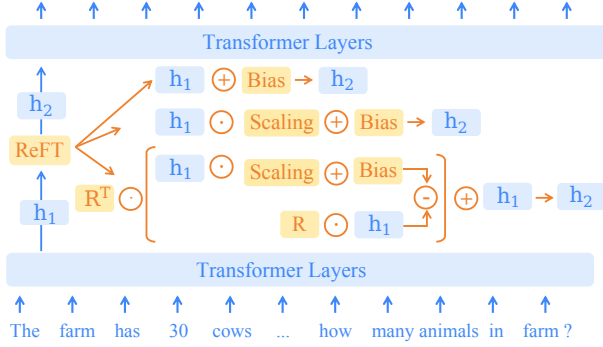 Transformer Layers
h₁ + Bias → h₂
h₂
h₁ · Scaling + Bias → h₂
ReFT
h₁ · Scaling + Bias
Rᵀ · [ - ] + h₁ → h₂
h₁
R · h₁
Transformer Layers
The farm has 30 cows ... how many animals in farm ?